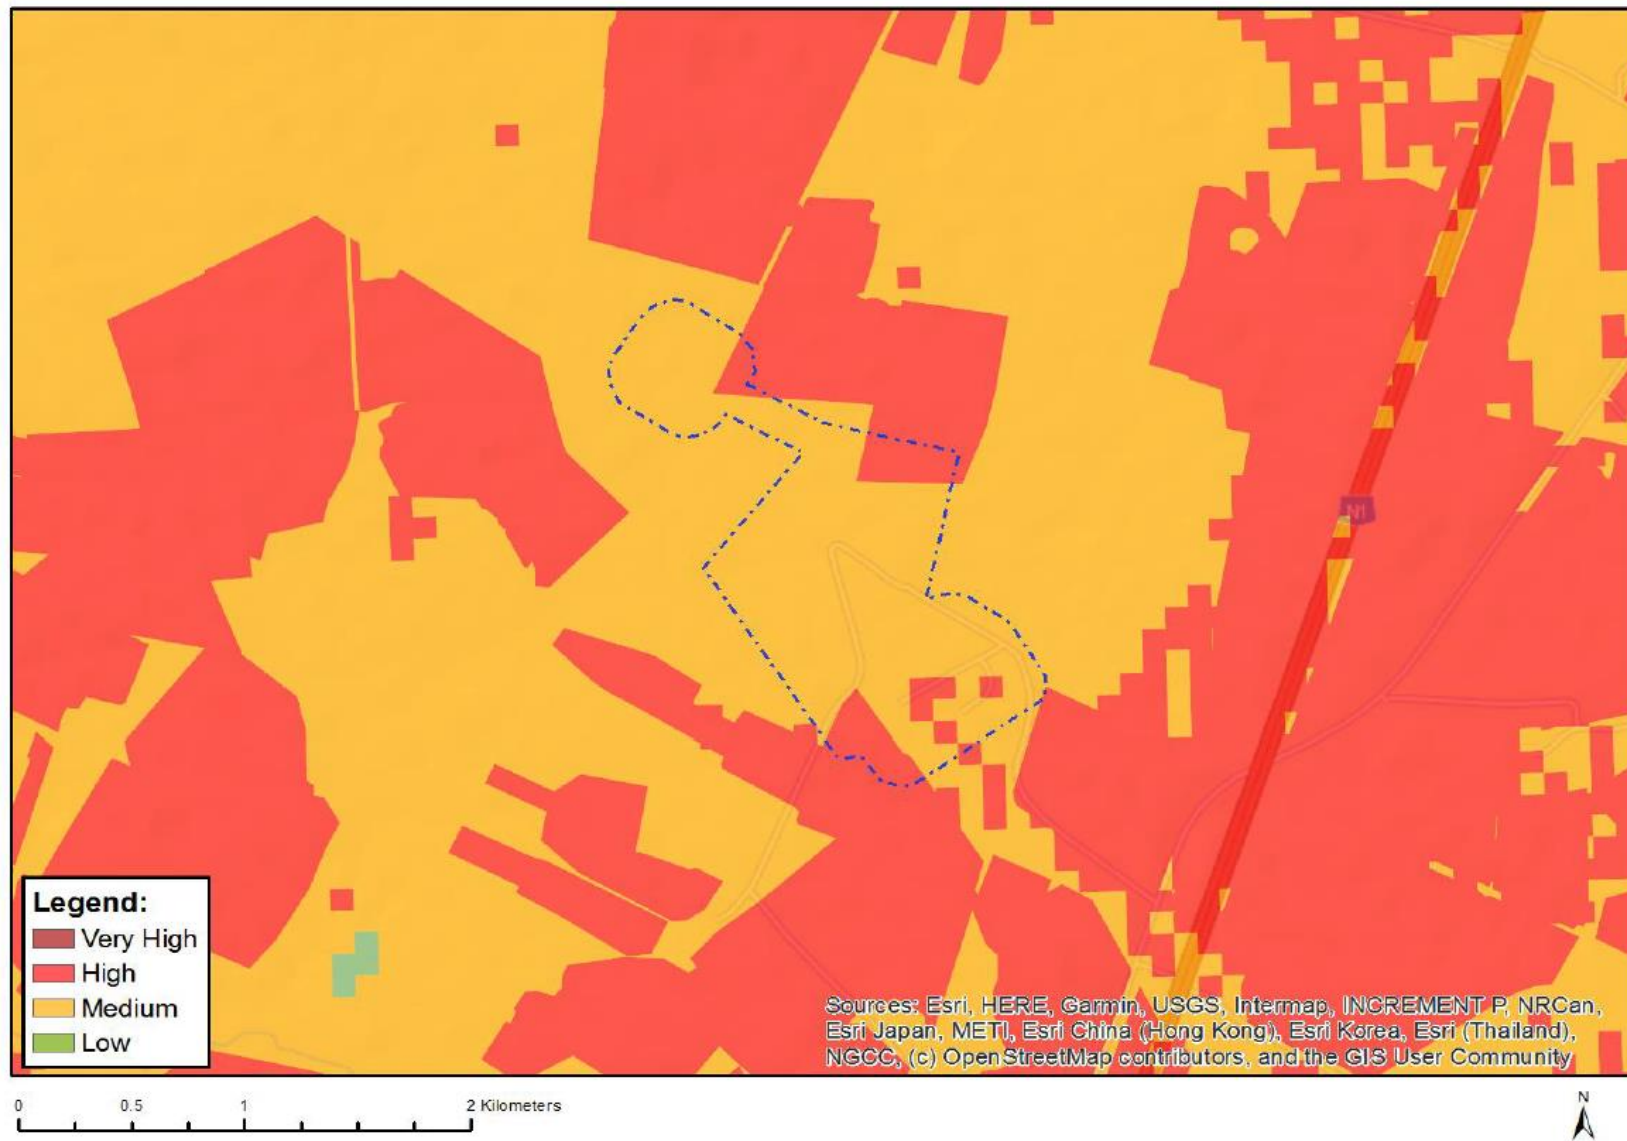 N1
Legend:
Very High
High
Medium
Low
Sources: Esri, HERE, Garmin, USGS, Intermap, INCREMENT P, NRCan,
Esri Japan, METI, Esri China (Hong Kong), Esri Korea, Esri (Thailand),
NGCC, (c) OpenStreetMap contributors, and the GIS User Community
0 0.5 1 2 Kilometers
N